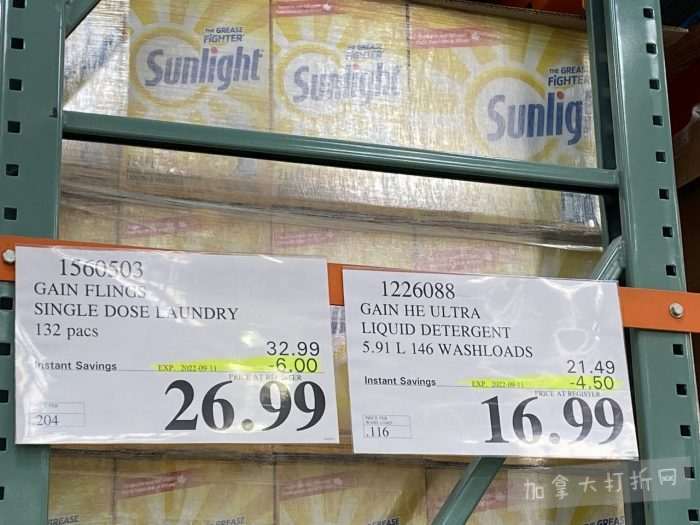 THE GREASE
FIGHTER
Sunlight
THE GREASE
FIGHTER
Sunlight
THE GREASE
FIGHTE
Sunlig
1560503
GAIN FLINGS
SINGLE DOSE LAUNDRY
132 pacs
32.99
Instant Savings EXP. 2022-09-11 -6.00
PRICE AT REGISTER
26.99
.204
1226088
GAIN HE ULTRA
LIQUID DETERGENT
5.91 L 146 WASHLOADS
21.49
Instant Savings EXP. 2022-09-11 -4.50
PRICE AT REGISTER
16.99
.116
加拿大打折网
GREASE